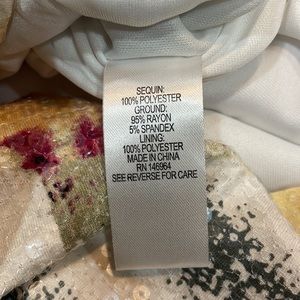 SEQUIN:
100% POLYESTER
GROUND:
95% RAYON
5% SPANDEX
LINING:
100% POLYESTER
MADE IN CHINA
RN 146964
SEE REVERSE FOR CARE